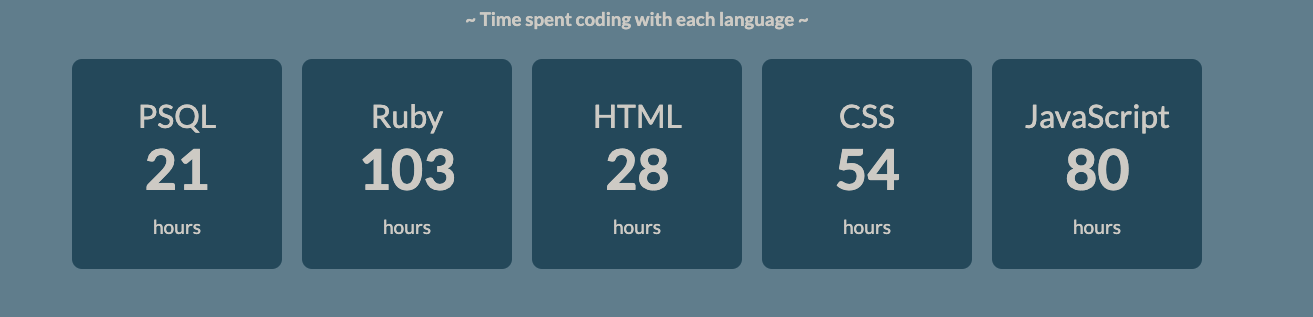 ~ Time spent coding with each language ~
PSQL
21
hours
Ruby
103
hours
HTML
28
hours
CSS
54
hours
JavaScript
80
hours